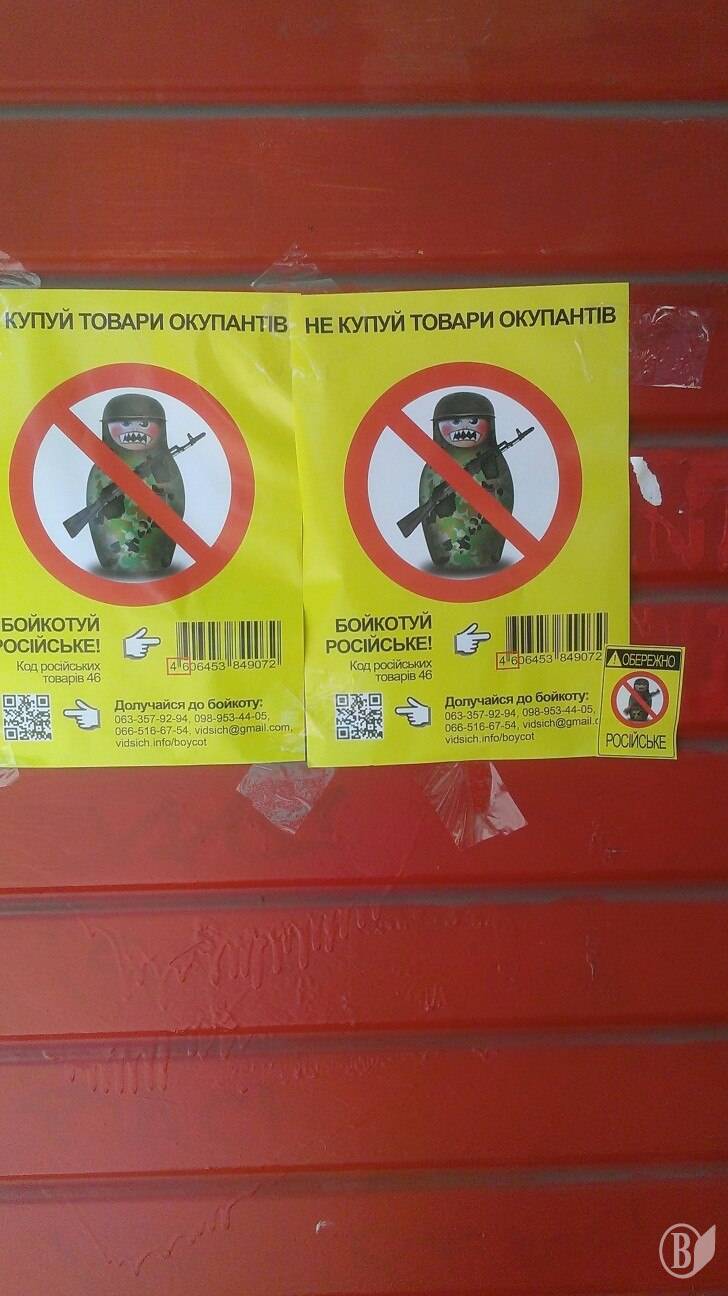 КУПУЙ ТОВАРИ ОКУПАНТІВ
БОЙКОТУЙ
РОСІЙСЬКЕ!
Код російських
товарів 46
4 606453 849072
Долучайся до бойкоту:
063-357-92-94, 098-953-44-05,
066-516-67-54, vidsich@gmail.com,
vidsich.info/boycot
НЕ КУПУЙ ТОВАРИ ОКУПАНТІВ
БОЙКОТУЙ
РОСІЙСЬКЕ!
Код російських
товарів 46
4 606453 849072
Долучайся до бойкоту:
063-357-92-94, 098-953-44-05,
066-516-67-54, vidsich@gmail.c
vidsich.info/boycot
ОБЕРЕЖНО
РОСІЙСЬКЕ
В